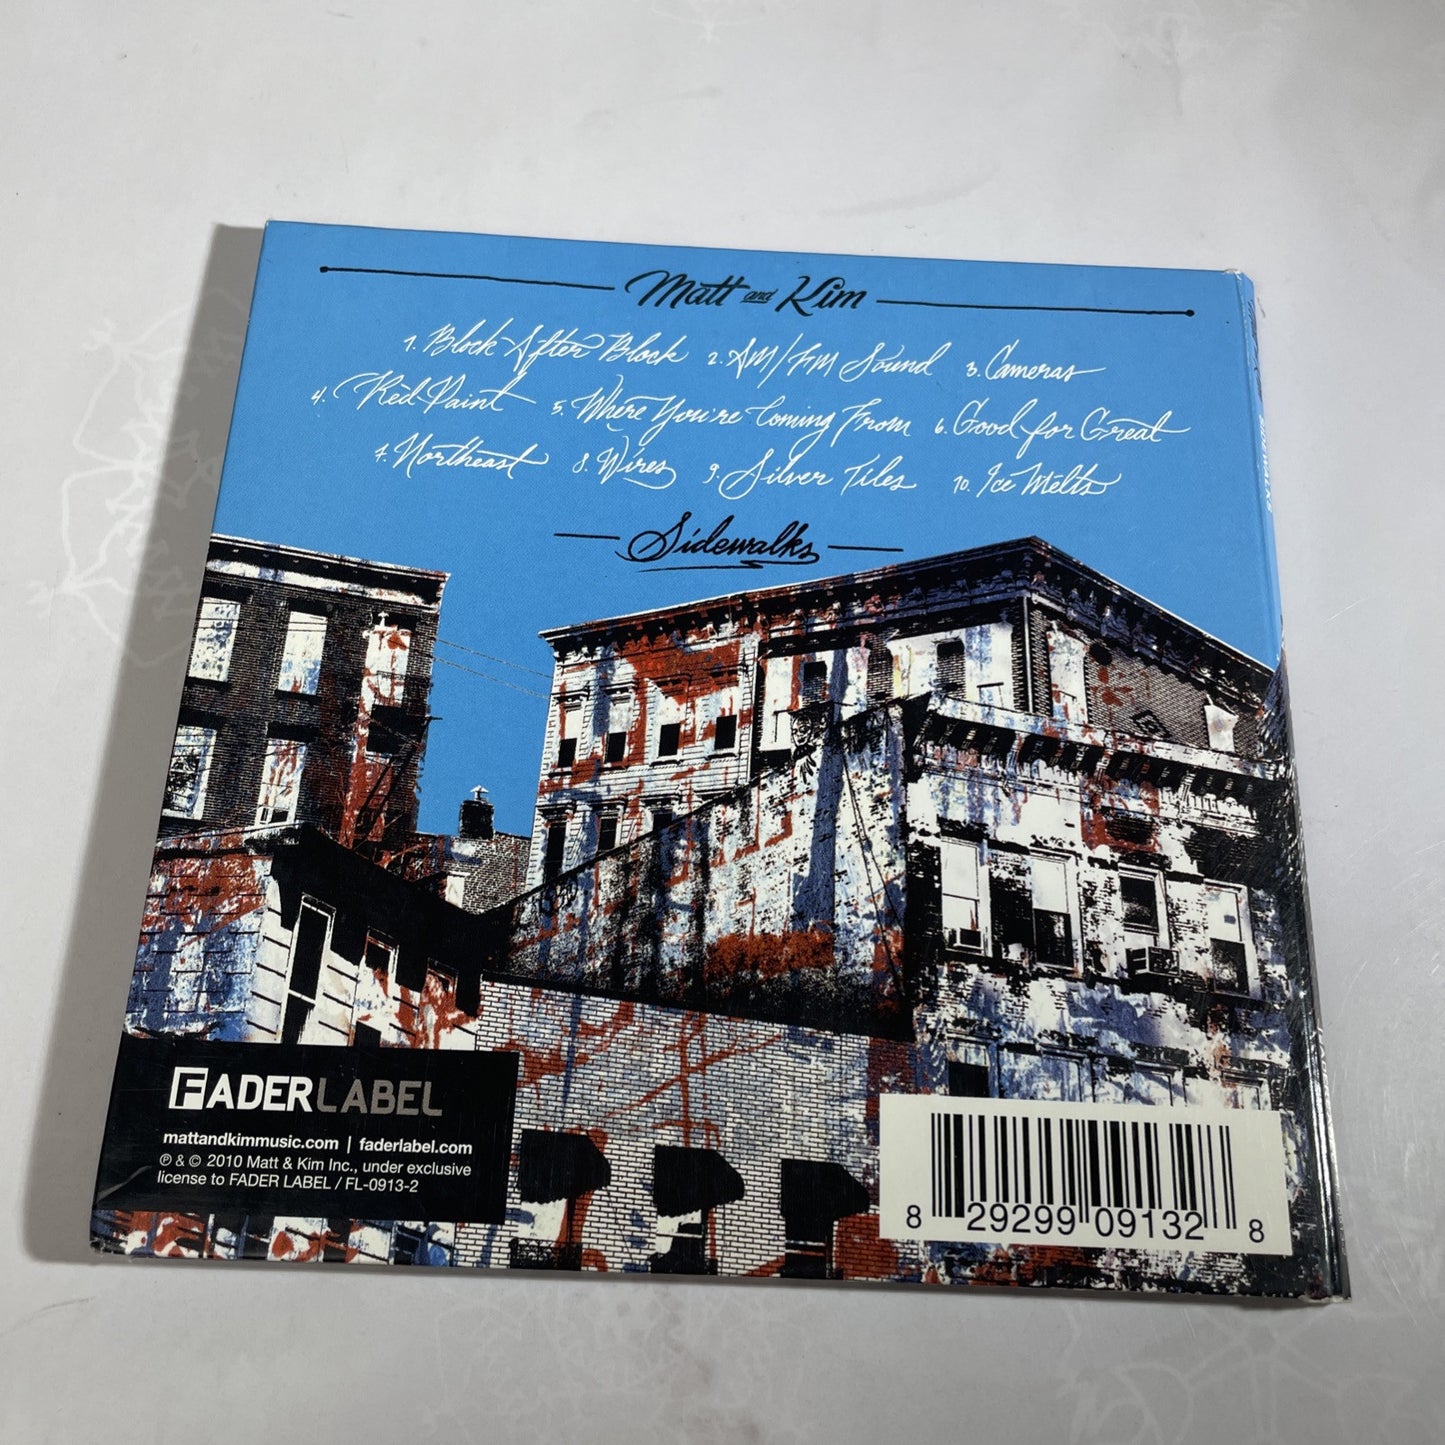 Matt and Kim
1. Block After Block 2. AM/FM Sound 3. Cameras
4. Red Paint 5. Where You're Coming From 6. Good for Great
7. Northeast 8. Wires 9. Silver Tiles 10. Ice Melts
Sidewalks
FADER LABEL
mattandkimmusic.com | faderlabel.com
℗ & © 2010 Matt & Kim Inc., under exclusive
license to FADER LABEL / FL-0913-2
8 29299 09132 8
SIDEWALKS